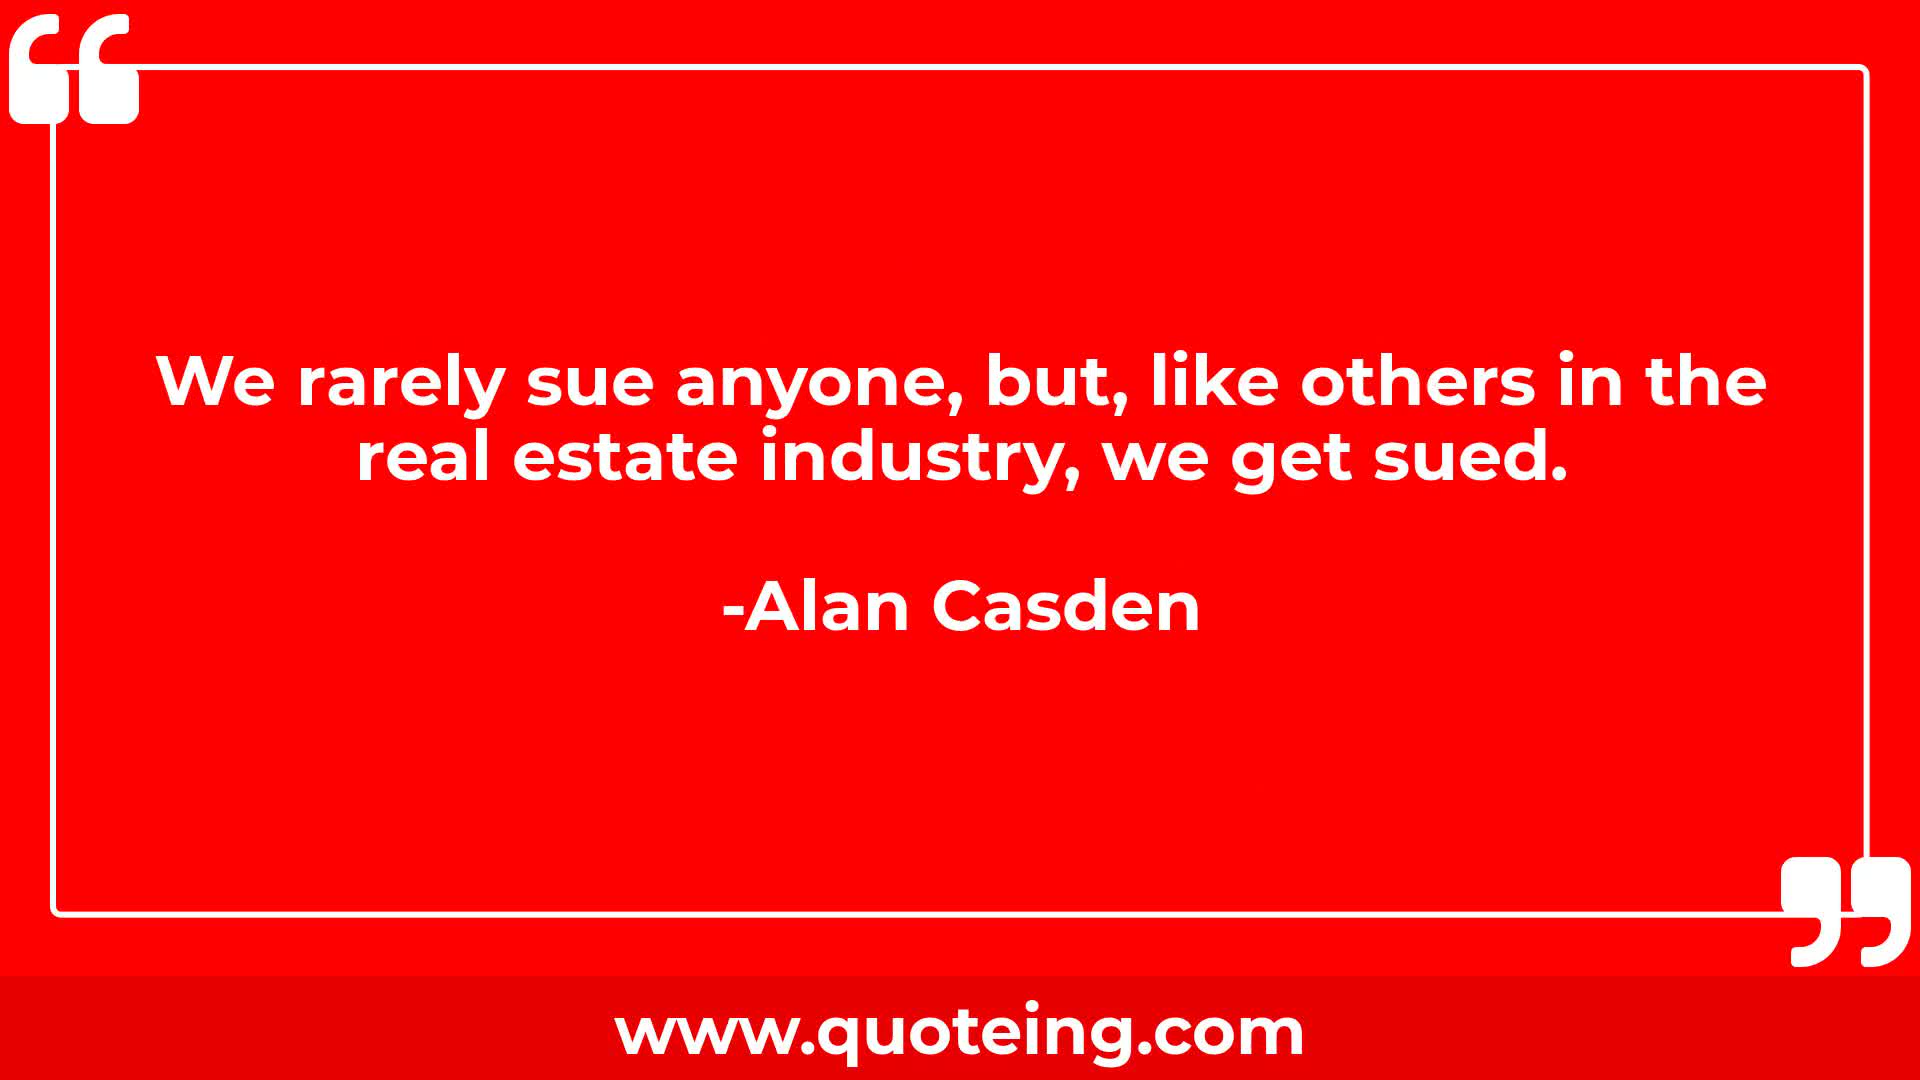 We rarely sue anyone, but, like others in the
real estate industry, we get sued.
-Alan Casden
www.quoteing.com